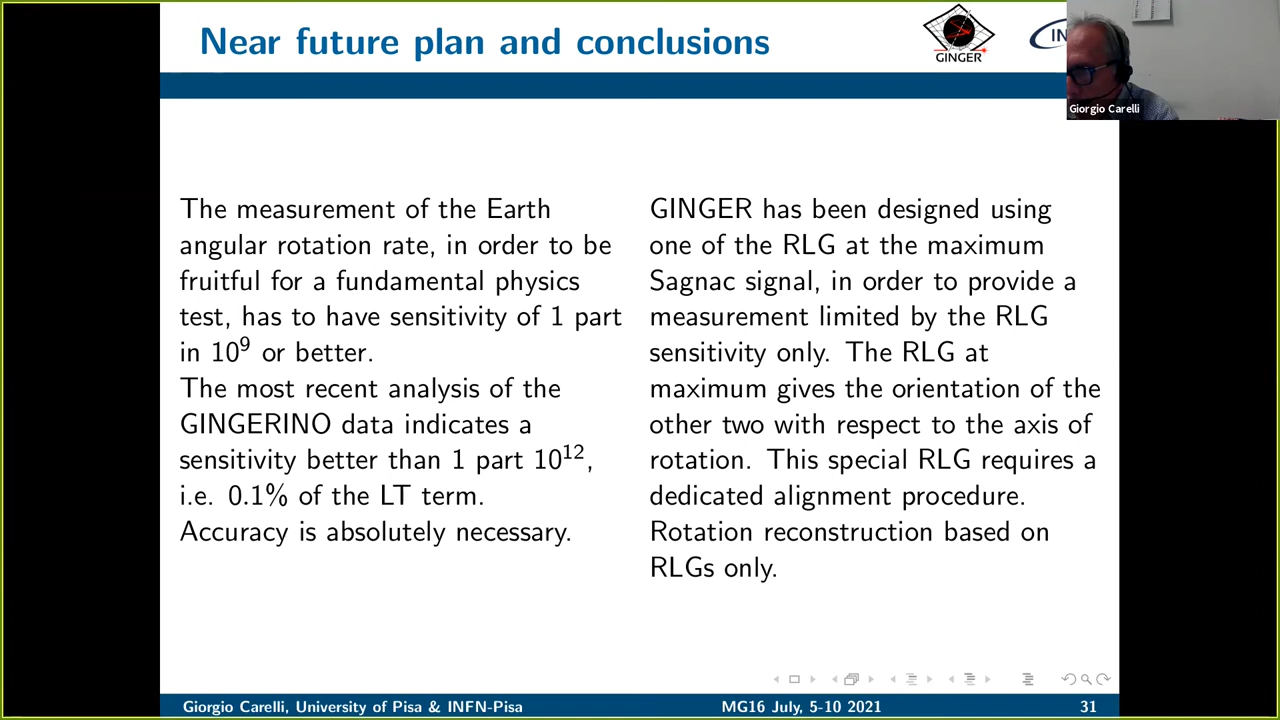 Near future plan and conclusions
GINGER
IN
Giorgio Carelli
The measurement of the Earth
angular rotation rate, in order to be
fruitful for a fundamental physics
test, has to have sensitivity of 1 part
in 10⁹ or better.
The most recent analysis of the
GINGERINO data indicates a
sensitivity better than 1 part 10¹²,
i.e. 0.1% of the LT term.
Accuracy is absolutely necessary.
GINGER has been designed using
one of the RLG at the maximum
Sagnac signal, in order to provide a
measurement limited by the RLG
sensitivity only. The RLG at
maximum gives the orientation of the
other two with respect to the axis of
rotation. This special RLG requires a
dedicated alignment procedure.
Rotation reconstruction based on
RLGs only.
Giorgio Carelli, University of Pisa & INFN-Pisa
MG16 July, 5-10 2021
31